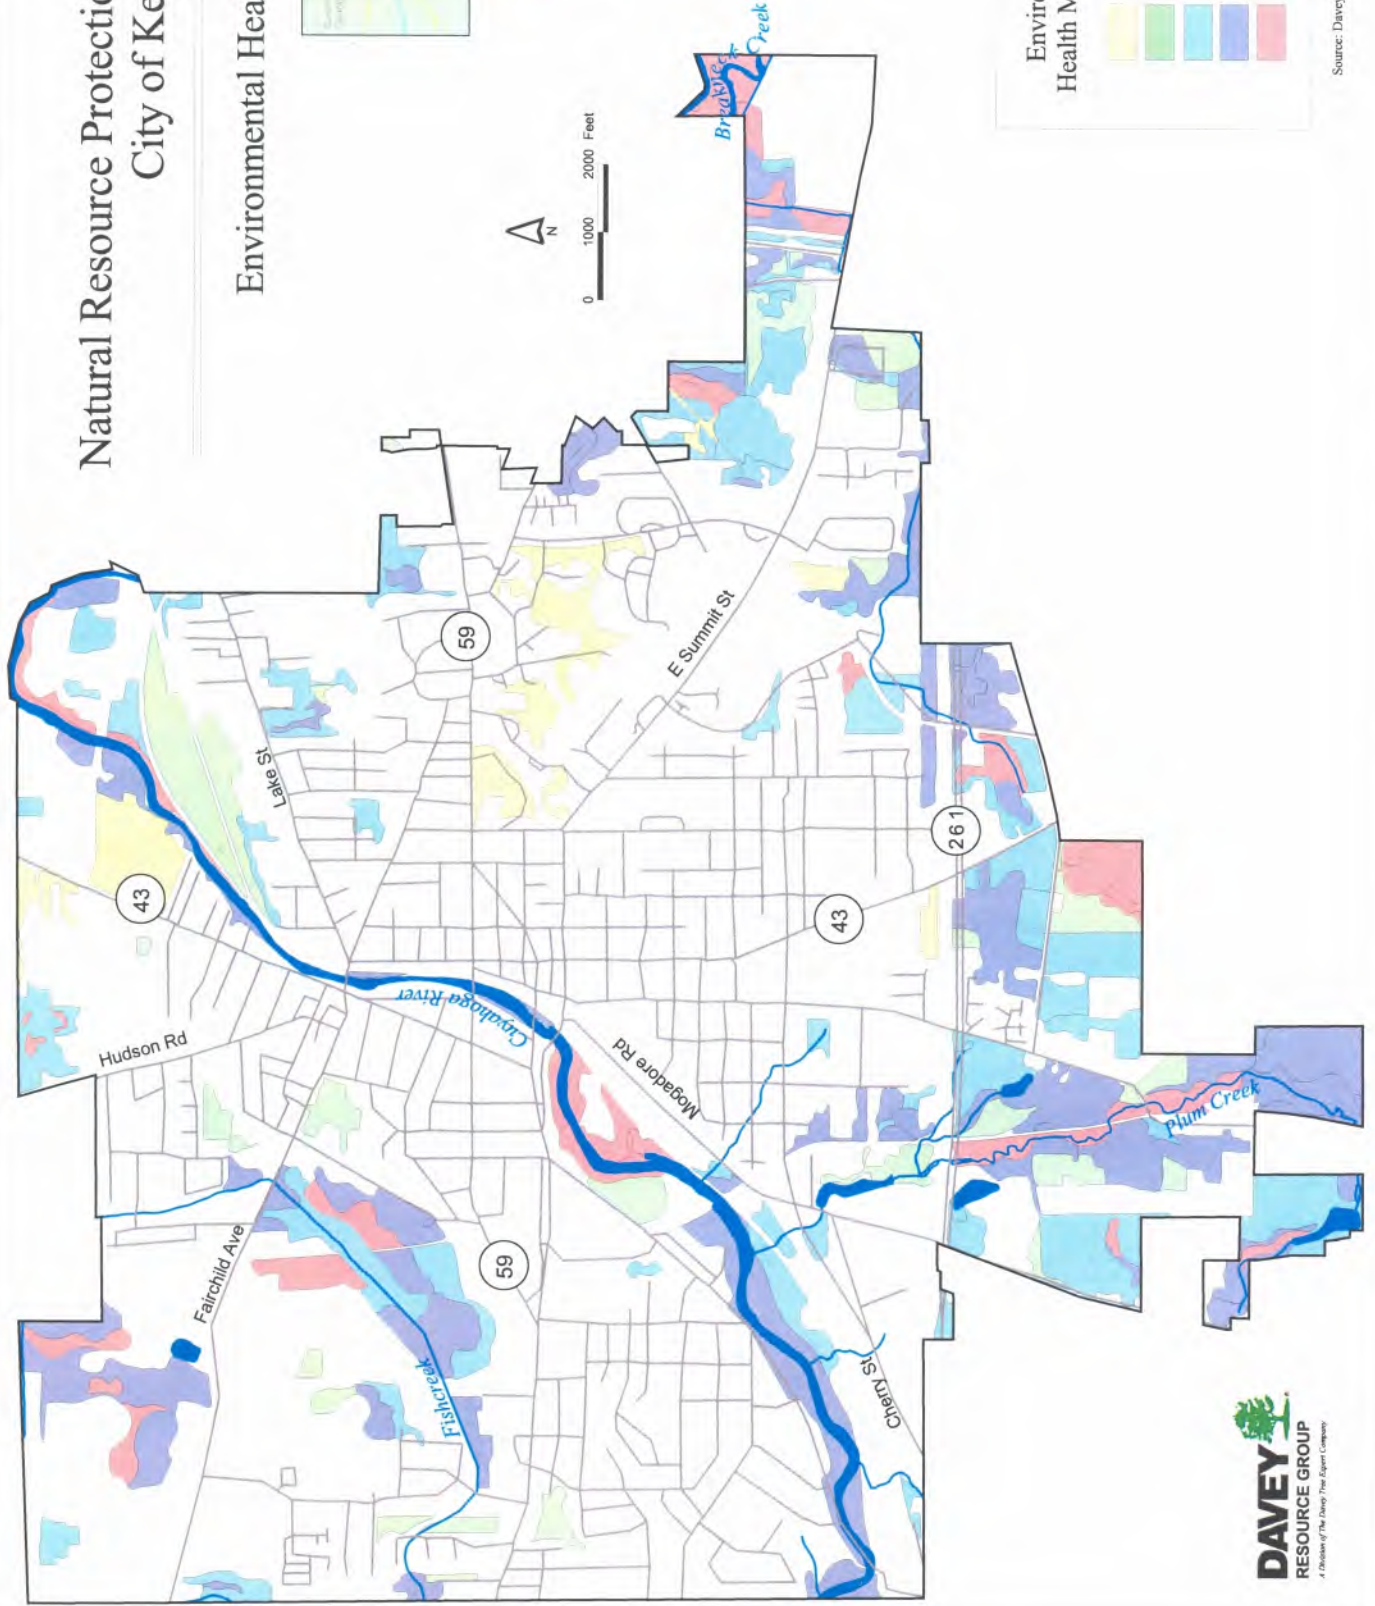 Natural Resource Protectio
City of Ke
Environmental Hea
N
0 1000 2000 Feet
Enviro
Health M
Source: Davey
Breakneck
Creek
43
Lake St
59
E Summit St
Hudson Rd
Cuyahoga River
Mogadore Rd
43
261
Fairchild Ave
59
Fishcreek
Plum Creek
Cherry St
DAVEY
RESOURCE GROUP
A Division of The Davey Tree Expert Company